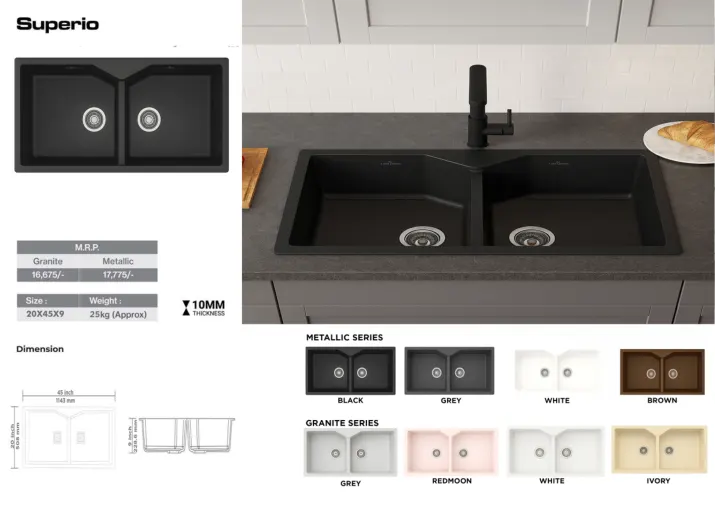 Superio
M.R.P.
Granite Metallic
16,675/- 17,775/-
Size : Weight :
20X45X9 25kg (Approx)
10MM
THICKNESS
Dimension
45 inch
1143 mm
20 inch
508 mm
9 inch
228.6 mm
METALLIC SERIES
BLACK GREY WHITE BROWN
GRANITE SERIES
GREY REDMOON WHITE IVORY